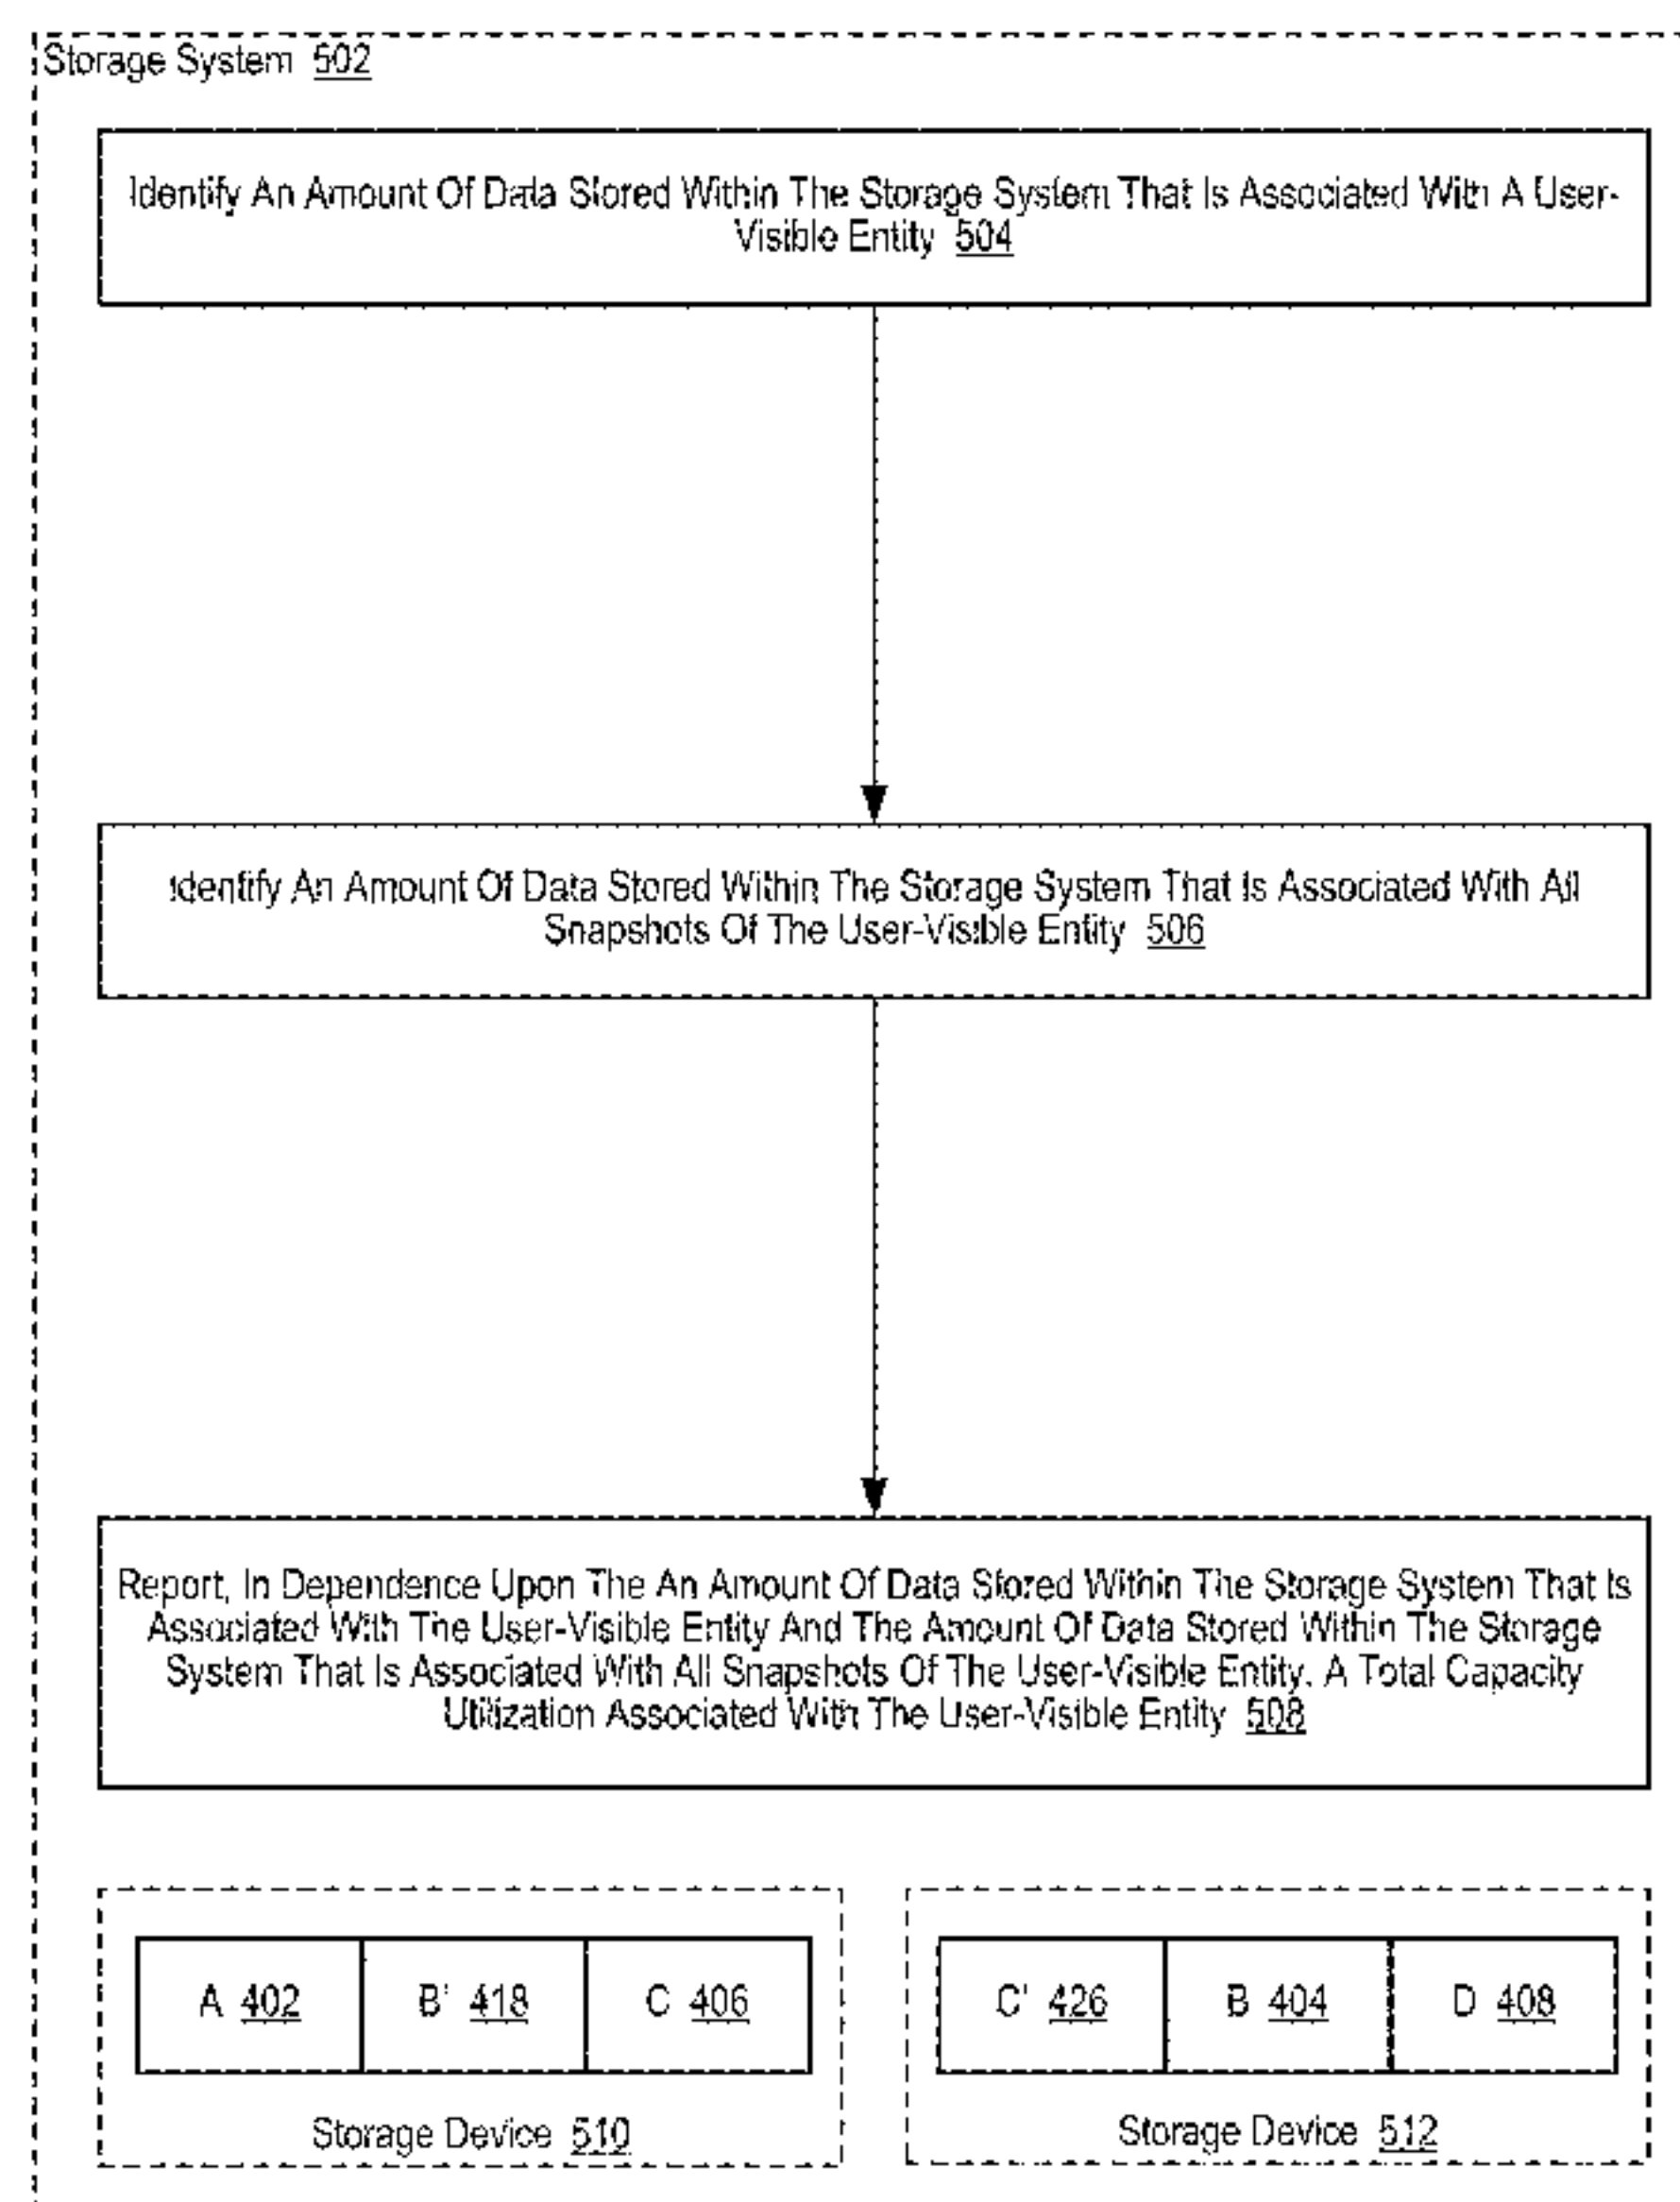 Storage System 502
Identify An Amount Of Data Stored Within The Storage System That Is Associated With A User-
Visible Entity 504
Identify An Amount Of Data Stored Within The Storage System That Is Associated With All
Snapshots Of The User-Visible Entity 506
Report, In Dependence Upon The An Amount Of Data Stored Within The Storage System That Is
Associated With The User-Visible Entity And The Amount Of Data Stored Within The Storage
System That Is Associated With All Snapshots Of The User-Visible Entity, A Total Capacity
Utilization Associated With The User-Visible Entity 508
A 402 B' 418 C 406 C' 426 B 404 D 408
Storage Device 510 Storage Device 512